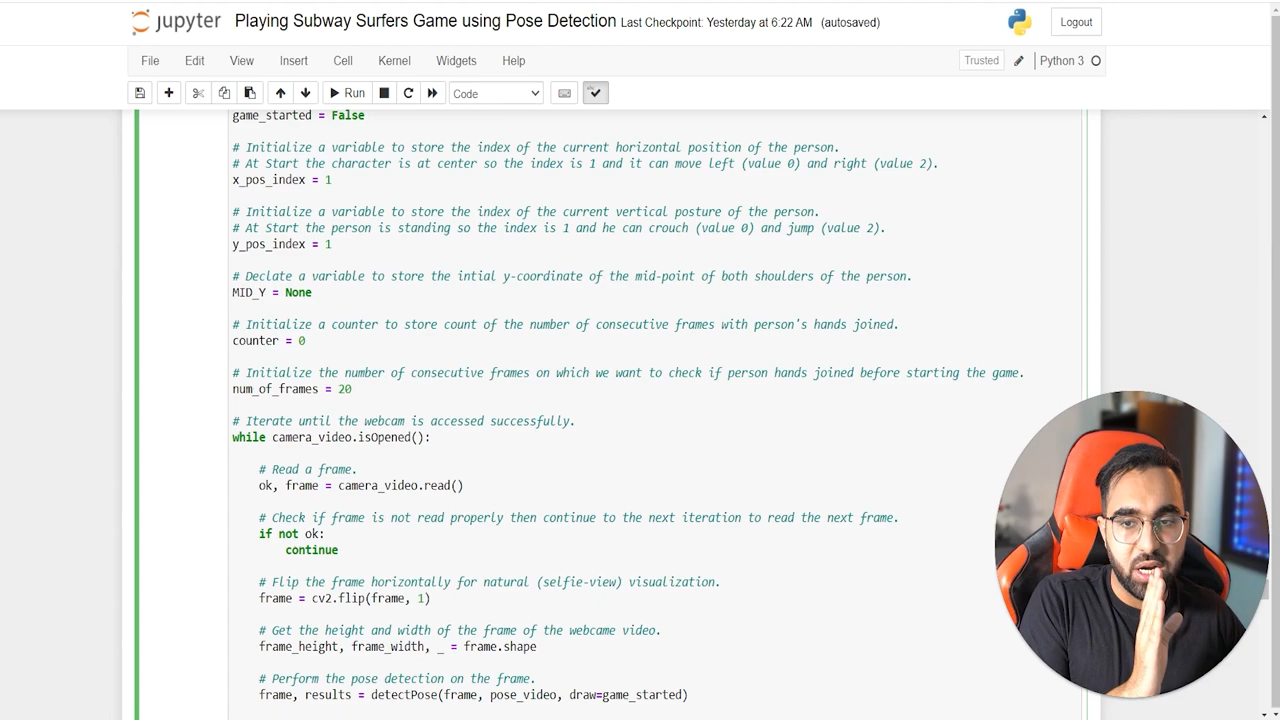 jupyter Playing Subway Surfers Game using Pose Detection Last Checkpoint: Yesterday at 6:22 AM (autosaved) Logout
File Edit View Insert Cell Kernel Widgets Help Trusted Python 3
Run Code
game_started = False
# Initialize a variable to store the index of the current horizontal position of the person.
# At Start the character is at center so the index is 1 and it can move left (value 0) and right (value 2).
x_pos_index = 1
# Initialize a variable to store the index of the current vertical posture of the person.
# At Start the person is standing so the index is 1 and he can crouch (value 0) and jump (value 2).
y_pos_index = 1
# Declate a variable to store the intial y-coordinate of the mid-point of both shoulders of the person.
MID_Y = None
# Initialize a counter to store count of the number of consecutive frames with person's hands joined.
counter = 0
# Initialize the number of consecutive frames on which we want to check if person hands joined before starting the game.
num_of_frames = 20
# Iterate until the webcam is accessed successfully.
while camera_video.isOpened():
# Read a frame.
ok, frame = camera_video.read()
# Check if frame is not read properly then continue to the next iteration to read the next frame.
if not ok:
continue
# Flip the frame horizontally for natural (selfie-view) visualization.
frame = cv2.flip(frame, 1)
# Get the height and width of the frame of the webcame video.
frame_height, frame_width, _ = frame.shape
# Perform the pose detection on the frame.
frame, results = detectPose(frame, pose_video, draw=game_started)